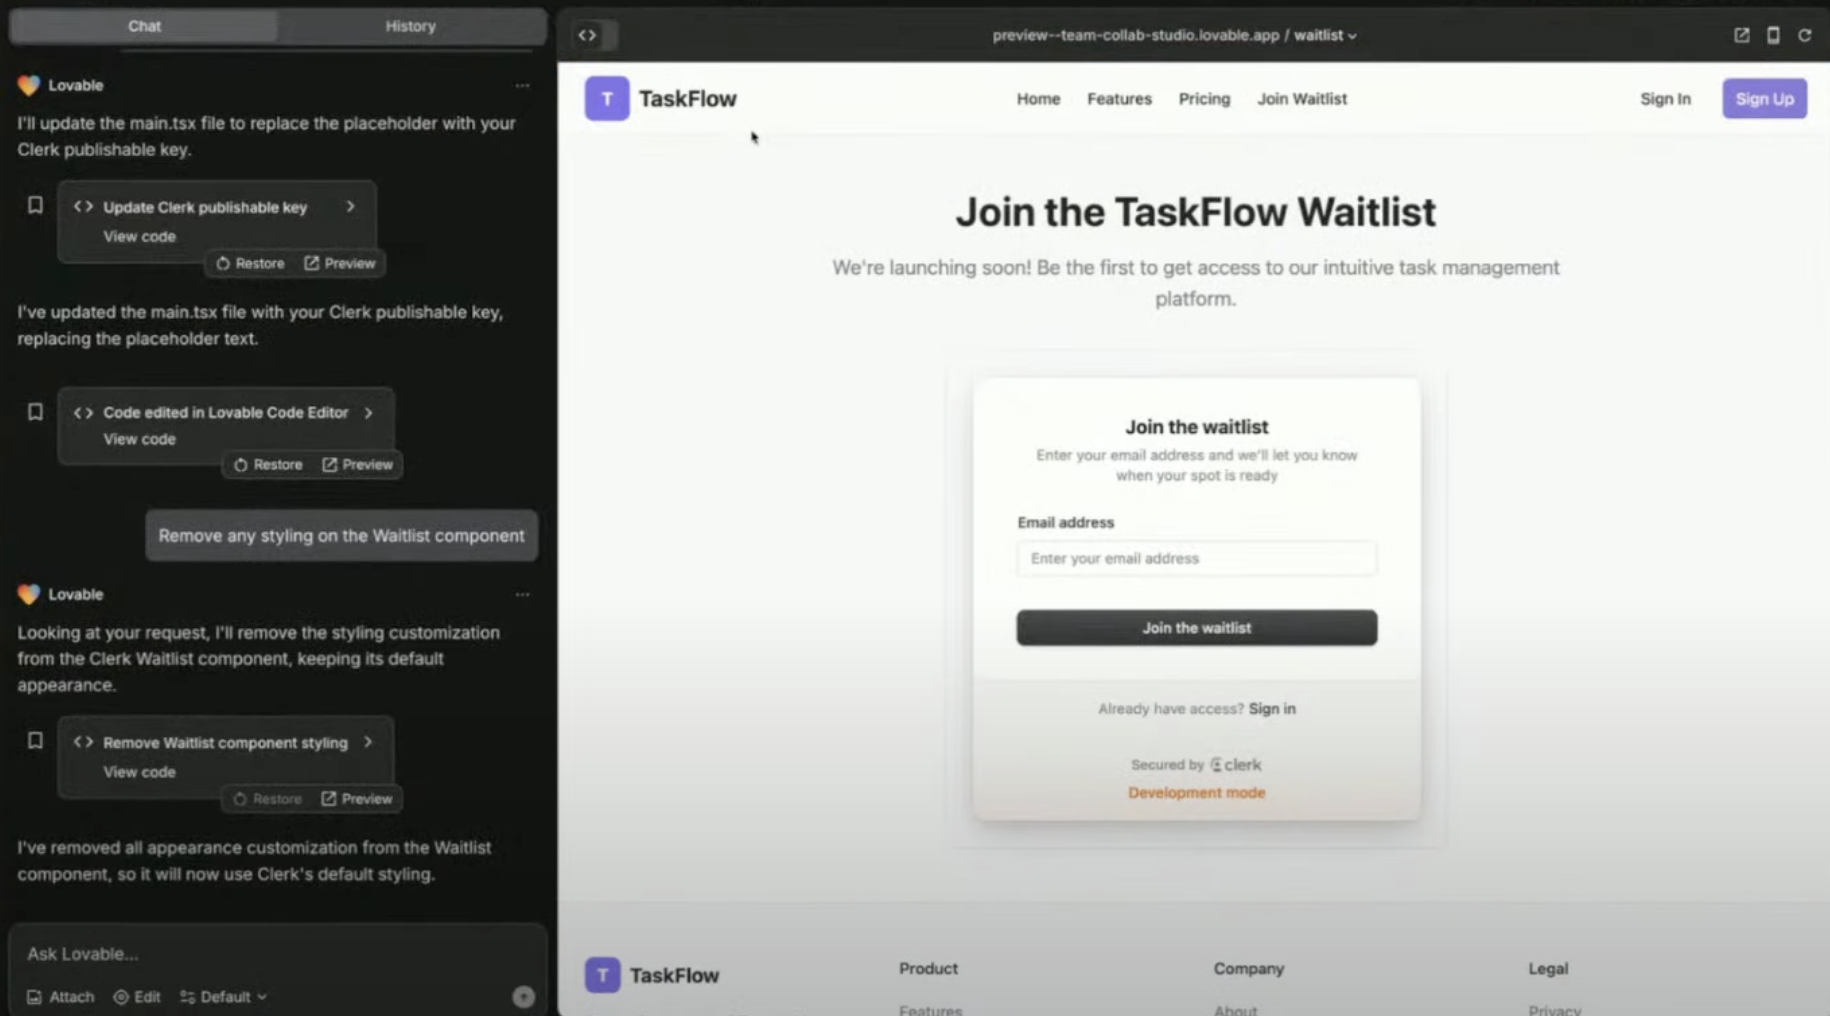 Chat
History
Lovable
I'll update the main.tsx file to replace the placeholder with your
Clerk publishable key.
Update Clerk publishable key
View code
Restore
Preview
I've updated the main.tsx file with your Clerk publishable key,
replacing the placeholder text.
Code edited in Lovable Code Editor
View code
Restore
Preview
Remove any styling on the Waitlist component
Lovable
Looking at your request, I'll remove the styling customization
from the Clerk Waitlist component, keeping its default
appearance.
Remove Waitlist component styling
View code
Restore
Preview
I've removed all appearance customization from the Waitlist
component, so it will now use Clerk's default styling.
Ask Lovable...
Attach
Edit
Default
preview--team-collab-studio.lovable.app / waitlist
T TaskFlow
Home
Features
Pricing
Join Waitlist
Sign In
Sign Up
Join the TaskFlow Waitlist
We're launching soon! Be the first to get access to our intuitive task management
platform.
Join the waitlist
Enter your email address and we'll let you know
when your spot is ready
Email address
Enter your email address
Join the waitlist
Already have access? Sign in
Secured by clerk
Development mode
T TaskFlow
Product
Features
Company
About
Legal
Privacy